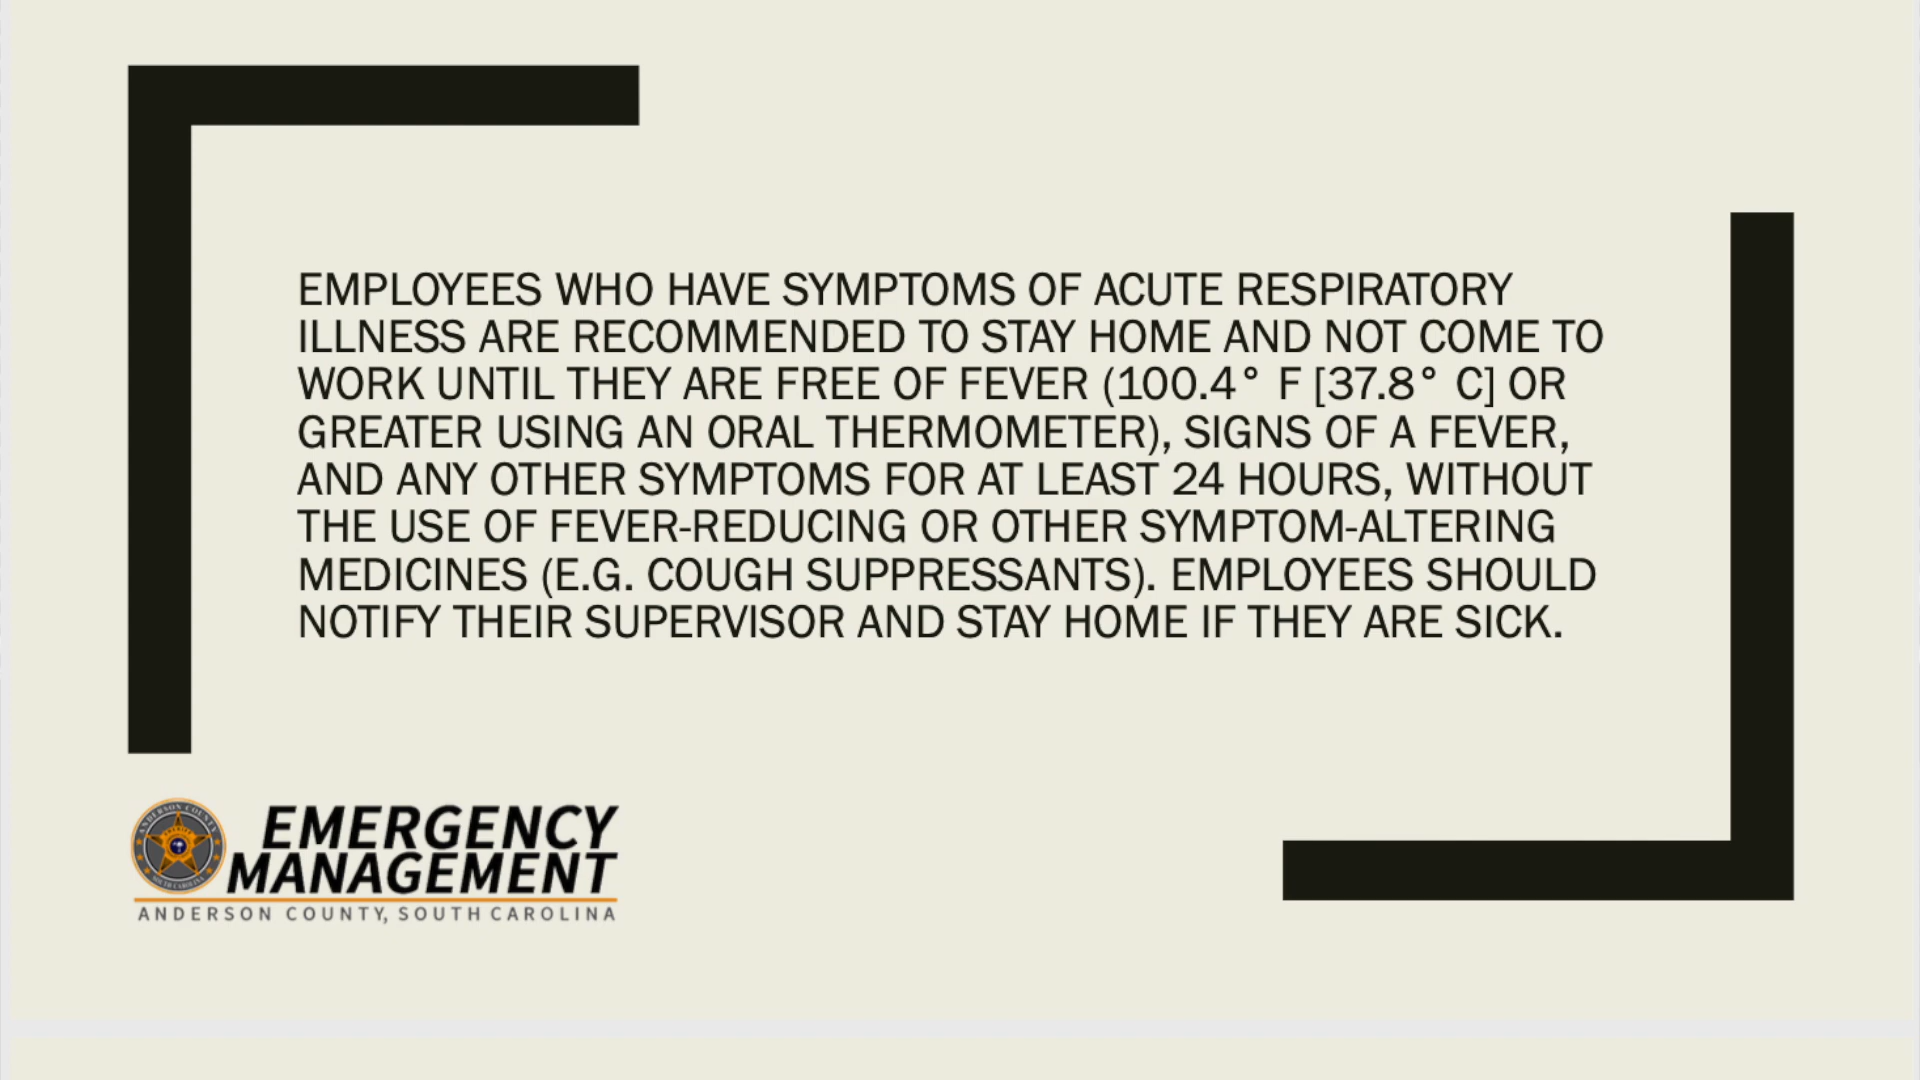 EMPLOYEES WHO HAVE SYMPTOMS OF ACUTE RESPIRATORY
ILLNESS ARE RECOMMENDED TO STAY HOME AND NOT COME TO
WORK UNTIL THEY ARE FREE OF FEVER (100.4° F [37.8° C] OR
GREATER USING AN ORAL THERMOMETER), SIGNS OF A FEVER,
AND ANY OTHER SYMPTOMS FOR AT LEAST 24 HOURS, WITHOUT
THE USE OF FEVER-REDUCING OR OTHER SYMPTOM-ALTERING
MEDICINES (E.G. COUGH SUPPRESSANTS). EMPLOYEES SHOULD
NOTIFY THEIR SUPERVISOR AND STAY HOME IF THEY ARE SICK.
ANDERSON COUNTY
SOUTH CAROLINA
EMERGENCY
MANAGEMENT
ANDERSON COUNTY, SOUTH CAROLINA